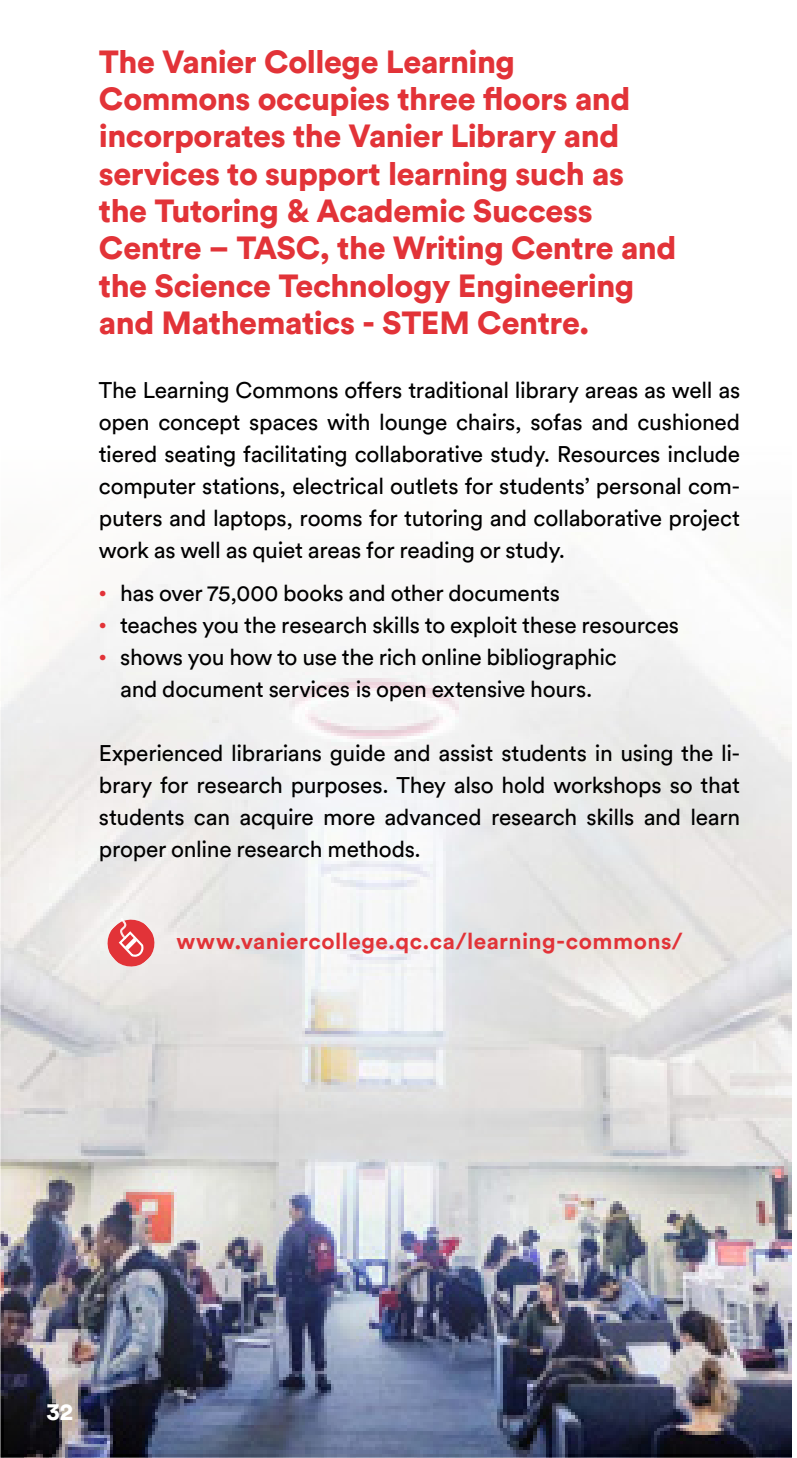 The Vanier College Learning
Commons occupies three floors and
incorporates the Vanier Library and
services to support learning such as
the Tutoring & Academic Success
Centre – TASC, the Writing Centre and
the Science Technology Engineering
and Mathematics - STEM Centre.
The Learning Commons offers traditional library areas as well as
open concept spaces with lounge chairs, sofas and cushioned
tiered seating facilitating collaborative study. Resources include
computer stations, electrical outlets for students’ personal com-
puters and laptops, rooms for tutoring and collaborative project
work as well as quiet areas for reading or study.
• has over 75,000 books and other documents
• teaches you the research skills to exploit these resources
• shows you how to use the rich online bibliographic
and document services is open extensive hours.
Experienced librarians guide and assist students in using the li-
brary for research purposes. They also hold workshops so that
students can acquire more advanced research skills and learn
proper online research methods.
www.vaniercollege.qc.ca/learning-commons/
32